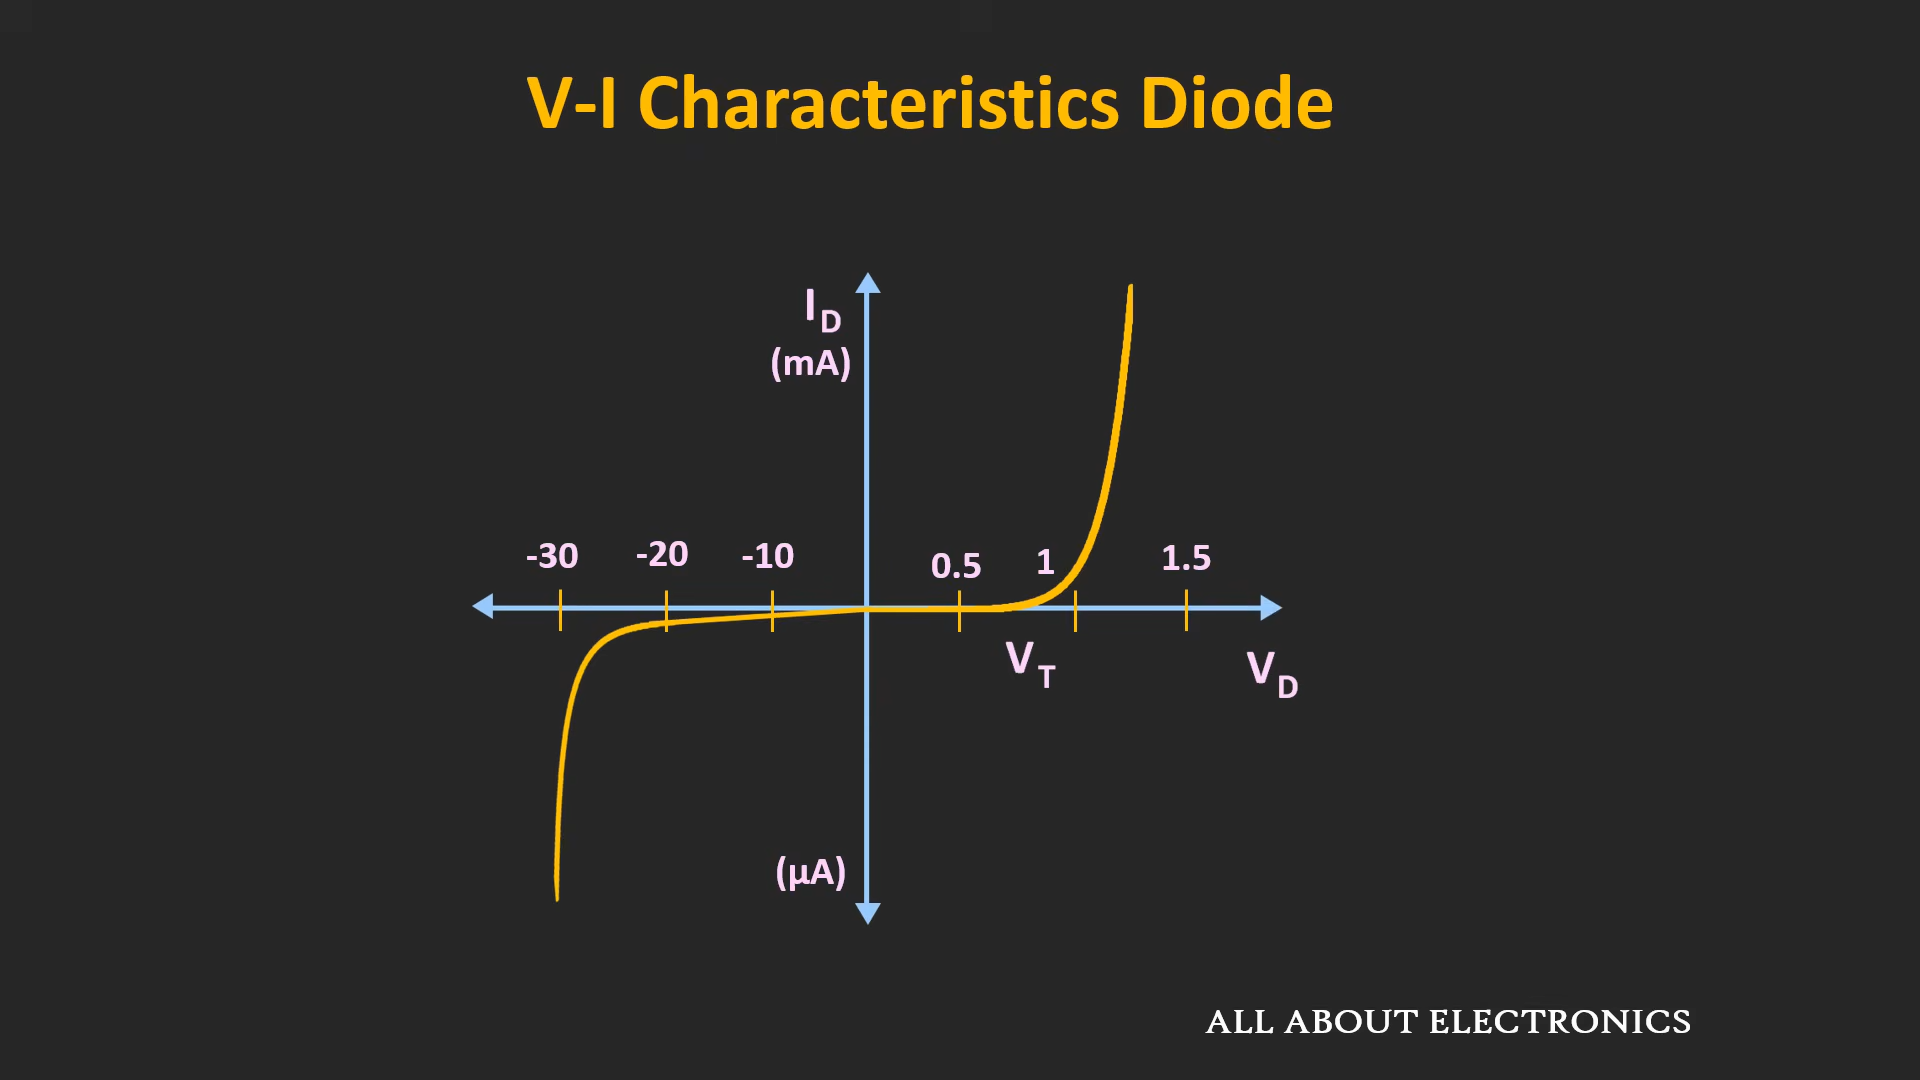 V-I Characteristics Diode
I_D
(mA)
-30 -20 -10 0.5 1 1.5
V_T
V_D
(µA)
ALL ABOUT ELECTRONICS